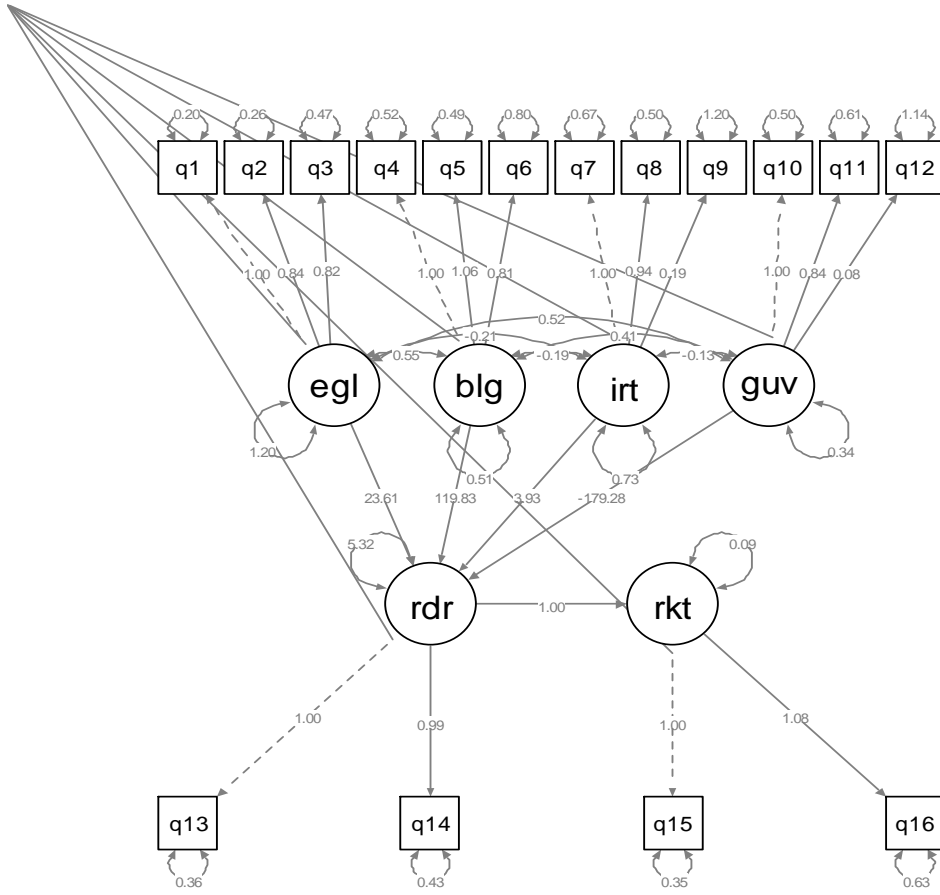 0.20 0.26 0.47 0.52 0.49 0.80 0.67 0.50 1.20 0.50 0.61 1.14
q1 q2 q3 q4 q5 q6 q7 q8 q9 q10 q11 q12
1.00 0.84 0.82 1.00 1.06 0.81 1.00 0.94 0.19 1.00 0.84 0.08
0.52
-0.21 0.41
0.55 -0.19 -0.13
egl blg irt guv
1.20 0.51 0.73 0.34
23.61 119.83 3.93 -179.28
5.32 0.09
rdr rkt
1.00
1.00 0.99 1.00 1.08
q13 q14 q15 q16
0.36 0.43 0.35 0.63